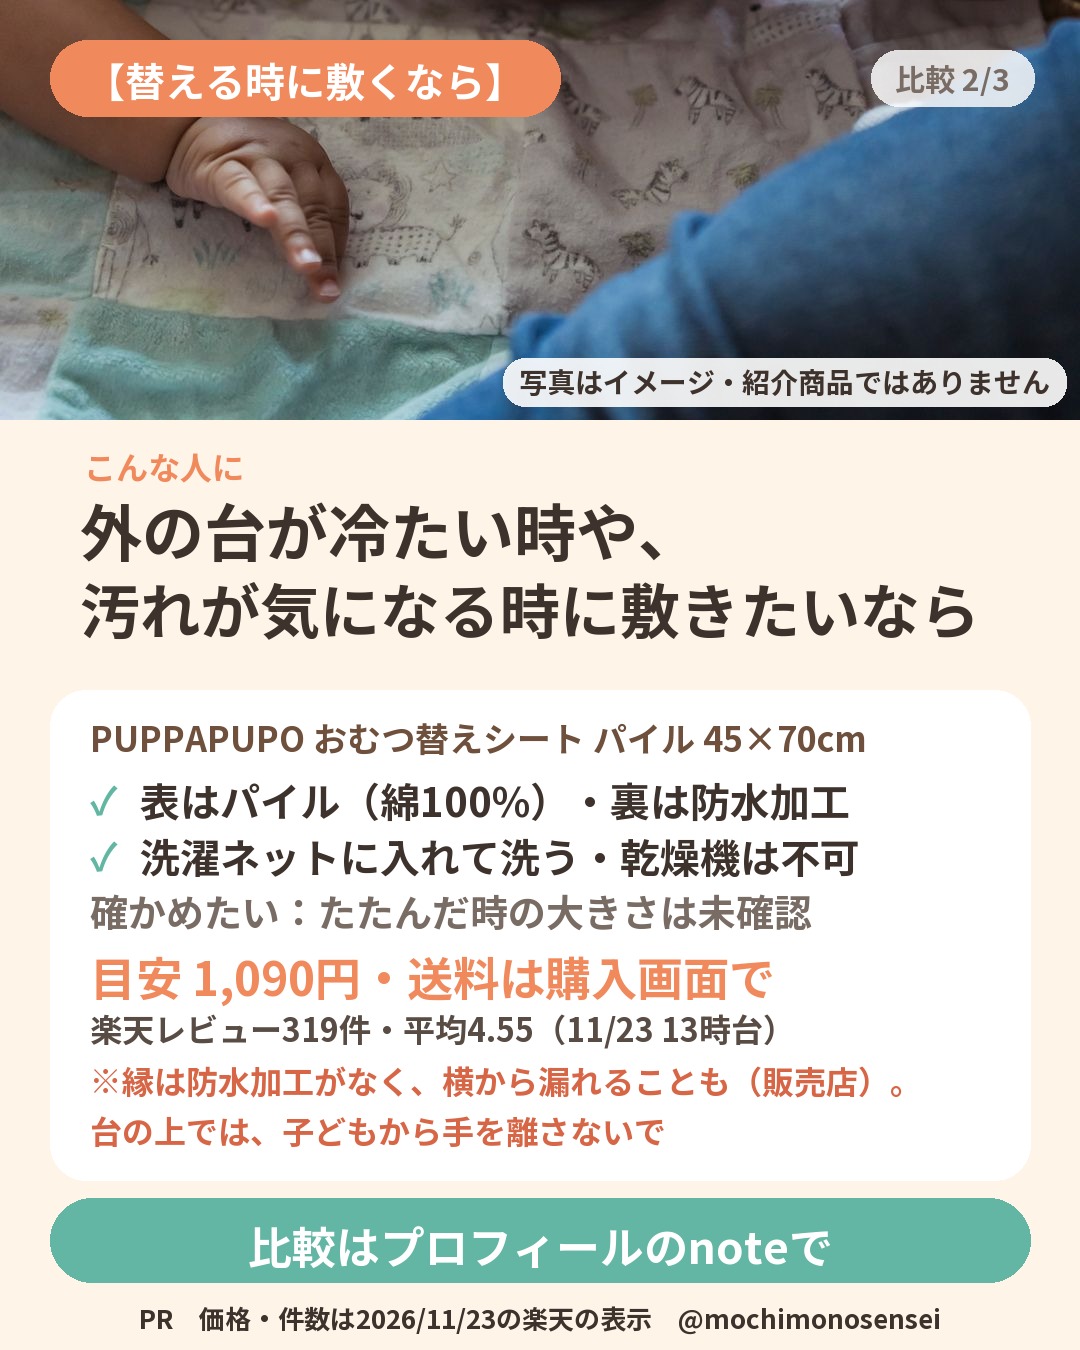 【替える時に敷くなら】
比較 2/3
写真はイメージ・紹介商品ではありません
こんな人に
外の台が冷たい時や、
汚れが気になる時に敷きたいなら
PUPPAPUPO おむつ替えシート パイル 45×70cm
✓ 表はパイル（綿100%）・裏は防水加工
✓ 洗濯ネットに入れて洗う・乾燥機は不可
確かめたい：たたんだ時の大きさは未確認
目安 1,090円・送料は購入画面で
楽天レビュー319件・平均4.55（11/23 13時台）
※縁は防水加工がなく、横から漏れることも（販売店）。
台の上では、子どもから手を離さないで
比較はプロフィールのnoteで
PR　価格・件数は2026/11/23の楽天の表示　@mochimonosensei